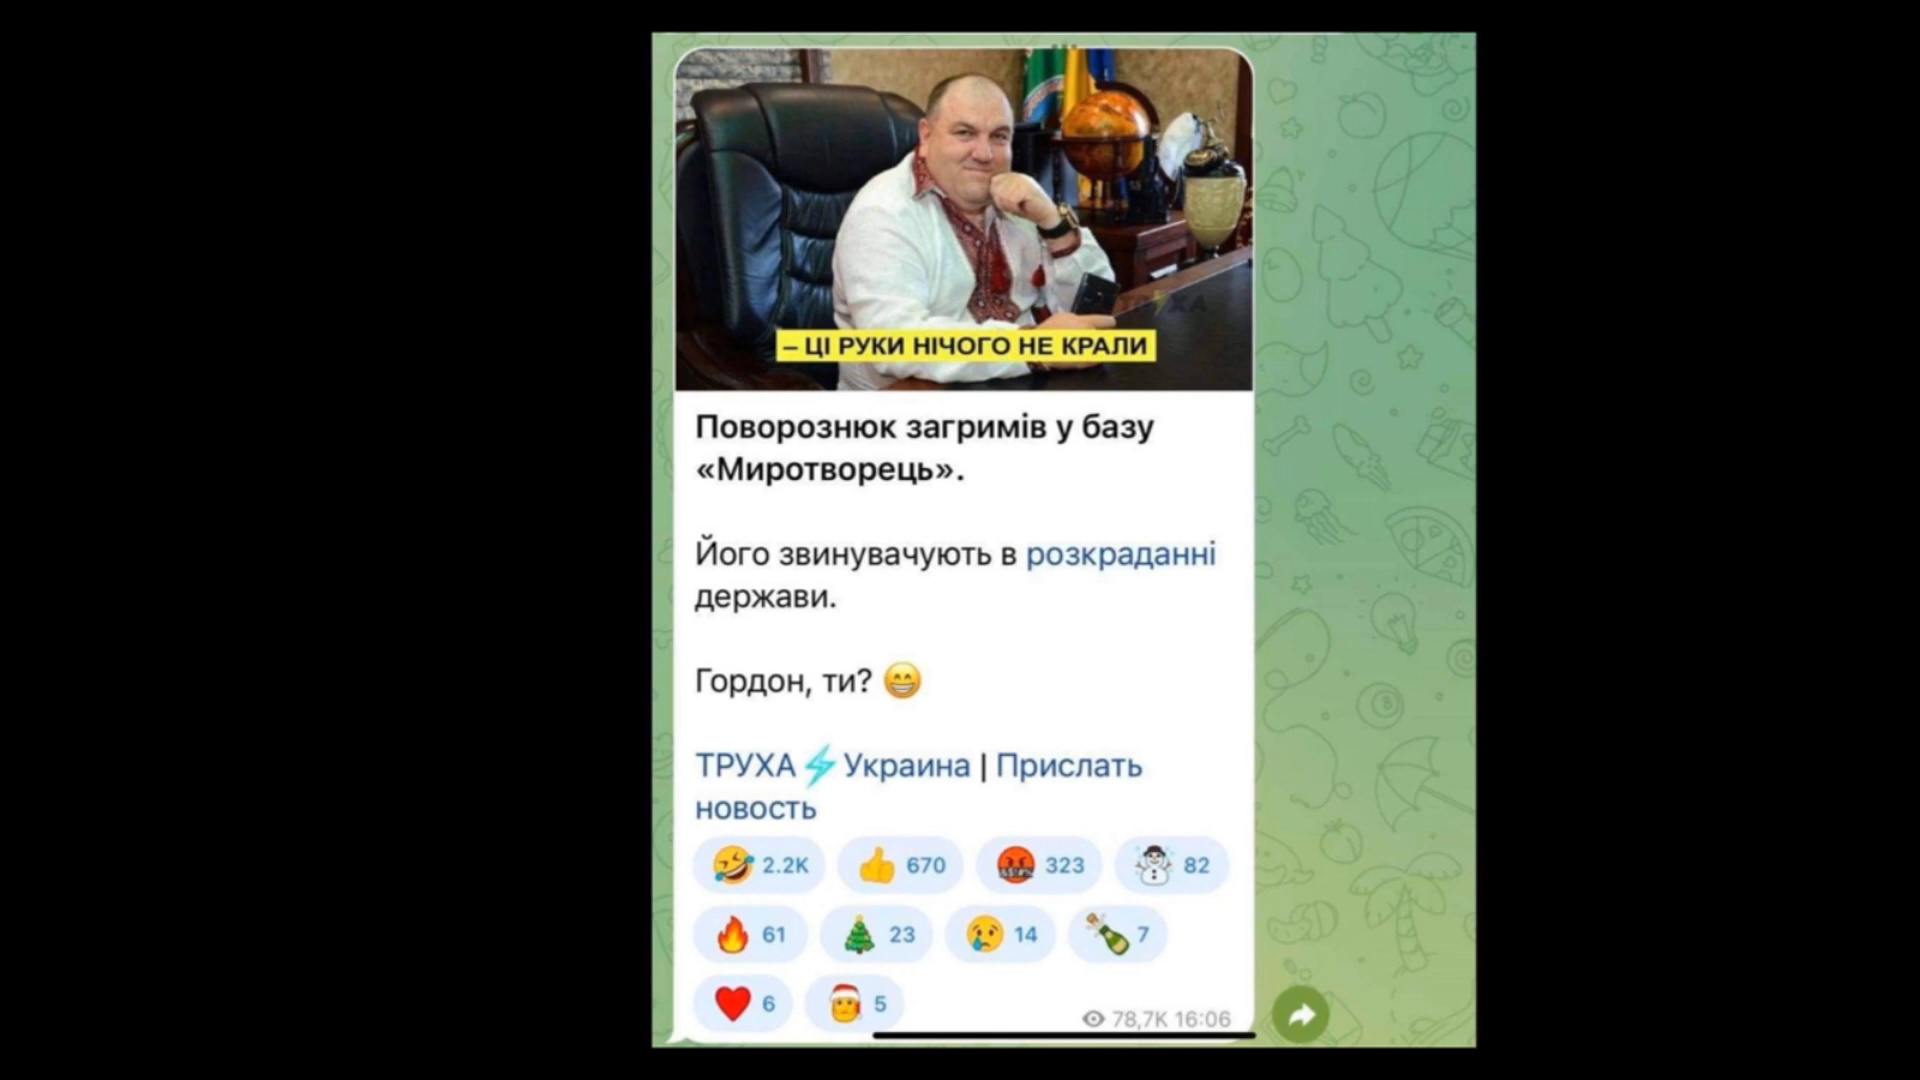 – ЦІ РУКИ НІЧОГО НЕ КРАЛИ
Поворознюк загримів у базу
«Миротворець».
Його звинувачують в розкраданні
держави.
Гордон, ти? 😁
ТРУХА⚡Украина | Прислать
новость
🤣 2.2K 👍 670 🤬 323 ☃️ 82
🔥 61 🎄 23 😢 14 🍾 7
❤️ 6 🎅 5
78,7K 16:06